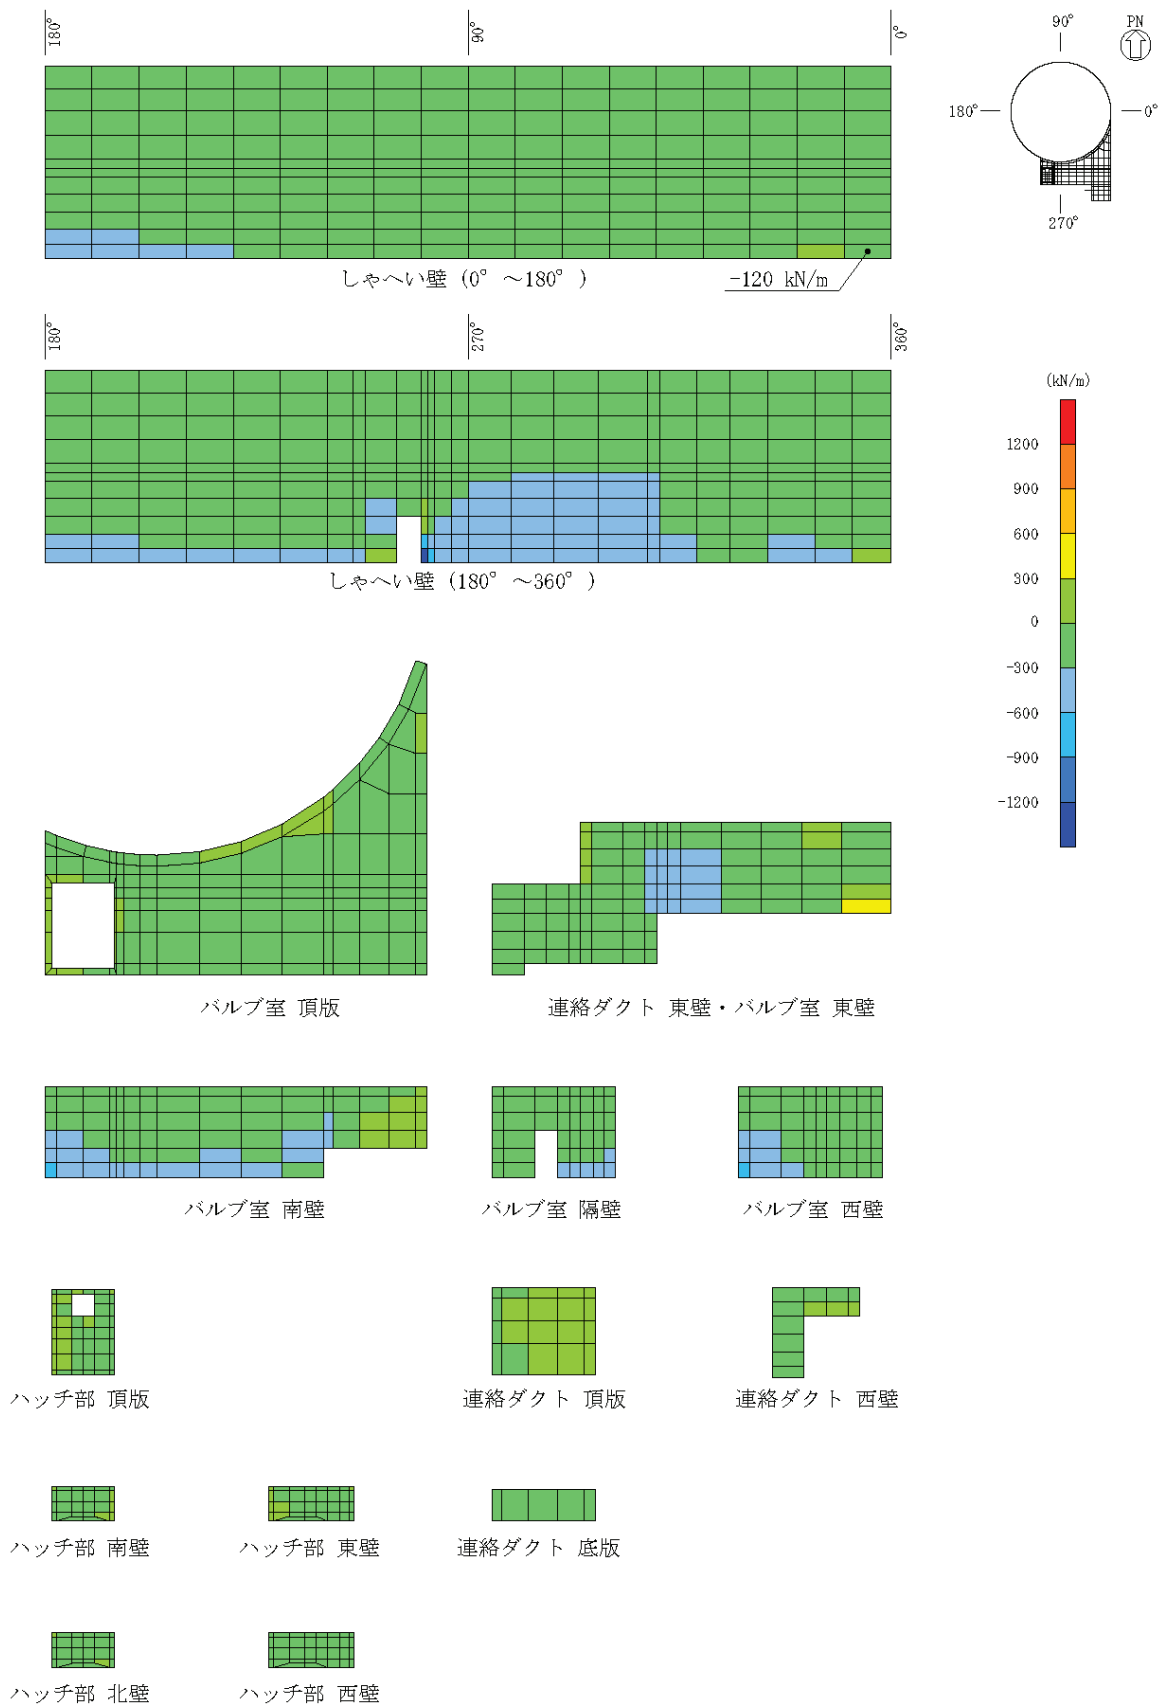 180°
90°
0°
90°
PN
180°
0°
270°
しゃへい壁 (0° ～180° )
-120 kN/m
180°
270°
360°
しゃへい壁 (180° ～360° )
(kN/m)
1200
900
600
300
0
-300
-600
-900
-1200
バルブ室 頂版
連絡ダクト 東壁・バルブ室 東壁
バルブ室 南壁
バルブ室 隔壁
バルブ室 西壁
ハッチ部 頂版
連絡ダクト 頂版
連絡ダクト 西壁
ハッチ部 南壁
ハッチ部 東壁
連絡ダクト 底版
ハッチ部 北壁
ハッチ部 西壁